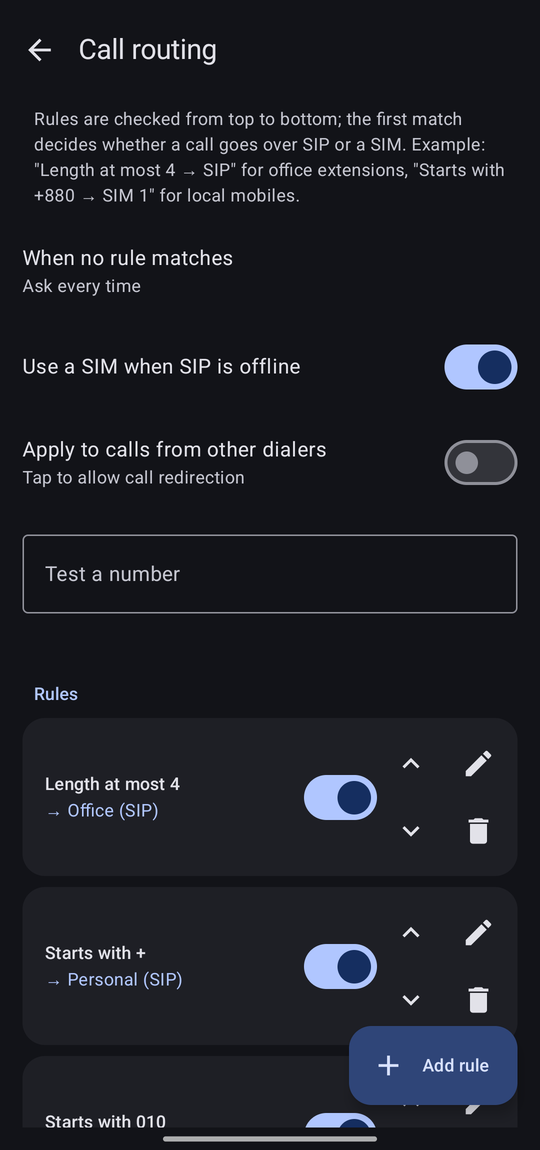 Call routing
Rules are checked from top to bottom; the first match
decides whether a call goes over SIP or a SIM. Example:
"Length at most 4 → SIP" for office extensions, "Starts with
+880 → SIM 1" for local mobiles.
When no rule matches
Ask every time
Use a SIM when SIP is offline
Apply to calls from other dialers
Tap to allow call redirection
Test a number
Rules
Length at most 4
→ Office (SIP)
Starts with +
→ Personal (SIP)
Add rule
Starts with 010